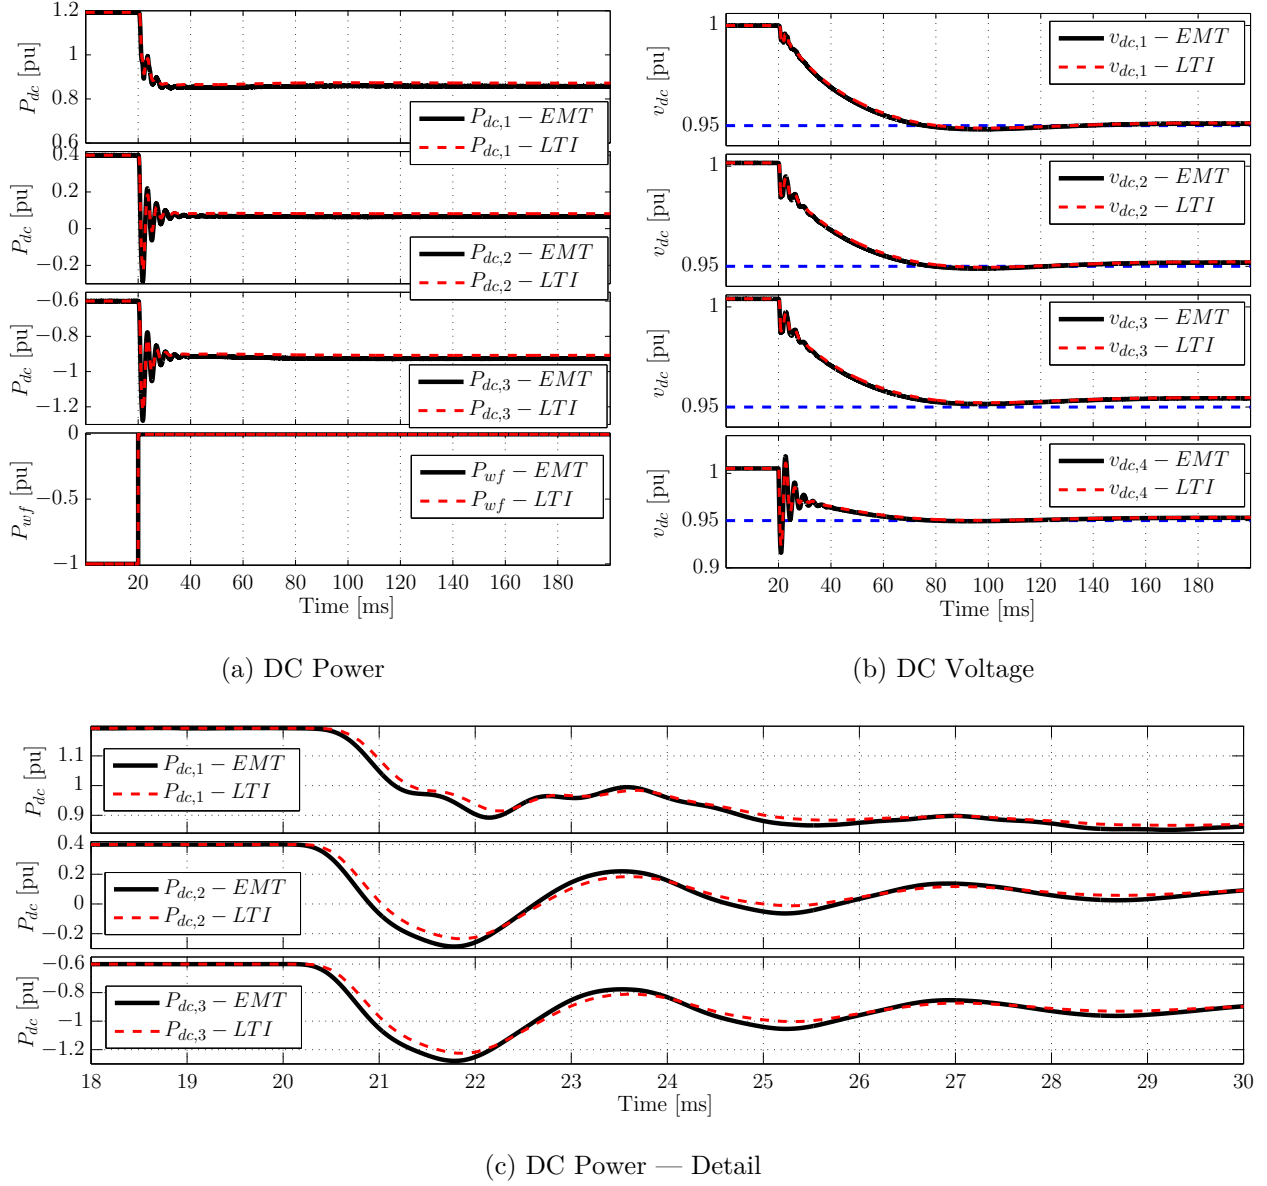 1.2
1
0.8
0.6
P_dc [pu]
P_dc,1 − EMT
P_dc,1 − LTI
0.4
0.2
0
−0.2
P_dc [pu]
P_dc,2 − EMT
P_dc,2 − LTI
−0.6
−0.8
−1
−1.2
P_dc [pu]
P_dc,3 − EMT
P_dc,3 − LTI
0
−0.5
−1
P_wf [pu]
P_wf − EMT
P_wf − LTI
20 40 60 80 100 120 140 160 180
Time [ms]
(a) DC Power
1
0.95
v_dc [pu]
v_dc,1 − EMT
v_dc,1 − LTI
1
0.95
v_dc [pu]
v_dc,2 − EMT
v_dc,2 − LTI
1
0.95
v_dc [pu]
v_dc,3 − EMT
v_dc,3 − LTI
1
0.95
0.9
v_dc [pu]
v_dc,4 − EMT
v_dc,4 − LTI
20 40 60 80 100 120 140 160 180
Time [ms]
(b) DC Voltage
1.1
1
0.9
P_dc [pu]
P_dc,1 − EMT
P_dc,1 − LTI
0.4
0.2
0
−0.2
P_dc [pu]
P_dc,2 − EMT
P_dc,2 − LTI
−0.6
−0.8
−1
−1.2
P_dc [pu]
P_dc,3 − EMT
P_dc,3 − LTI
18 19 20 21 22 23 24 25 26 27 28 29 30
Time [ms]
(c) DC Power — Detail